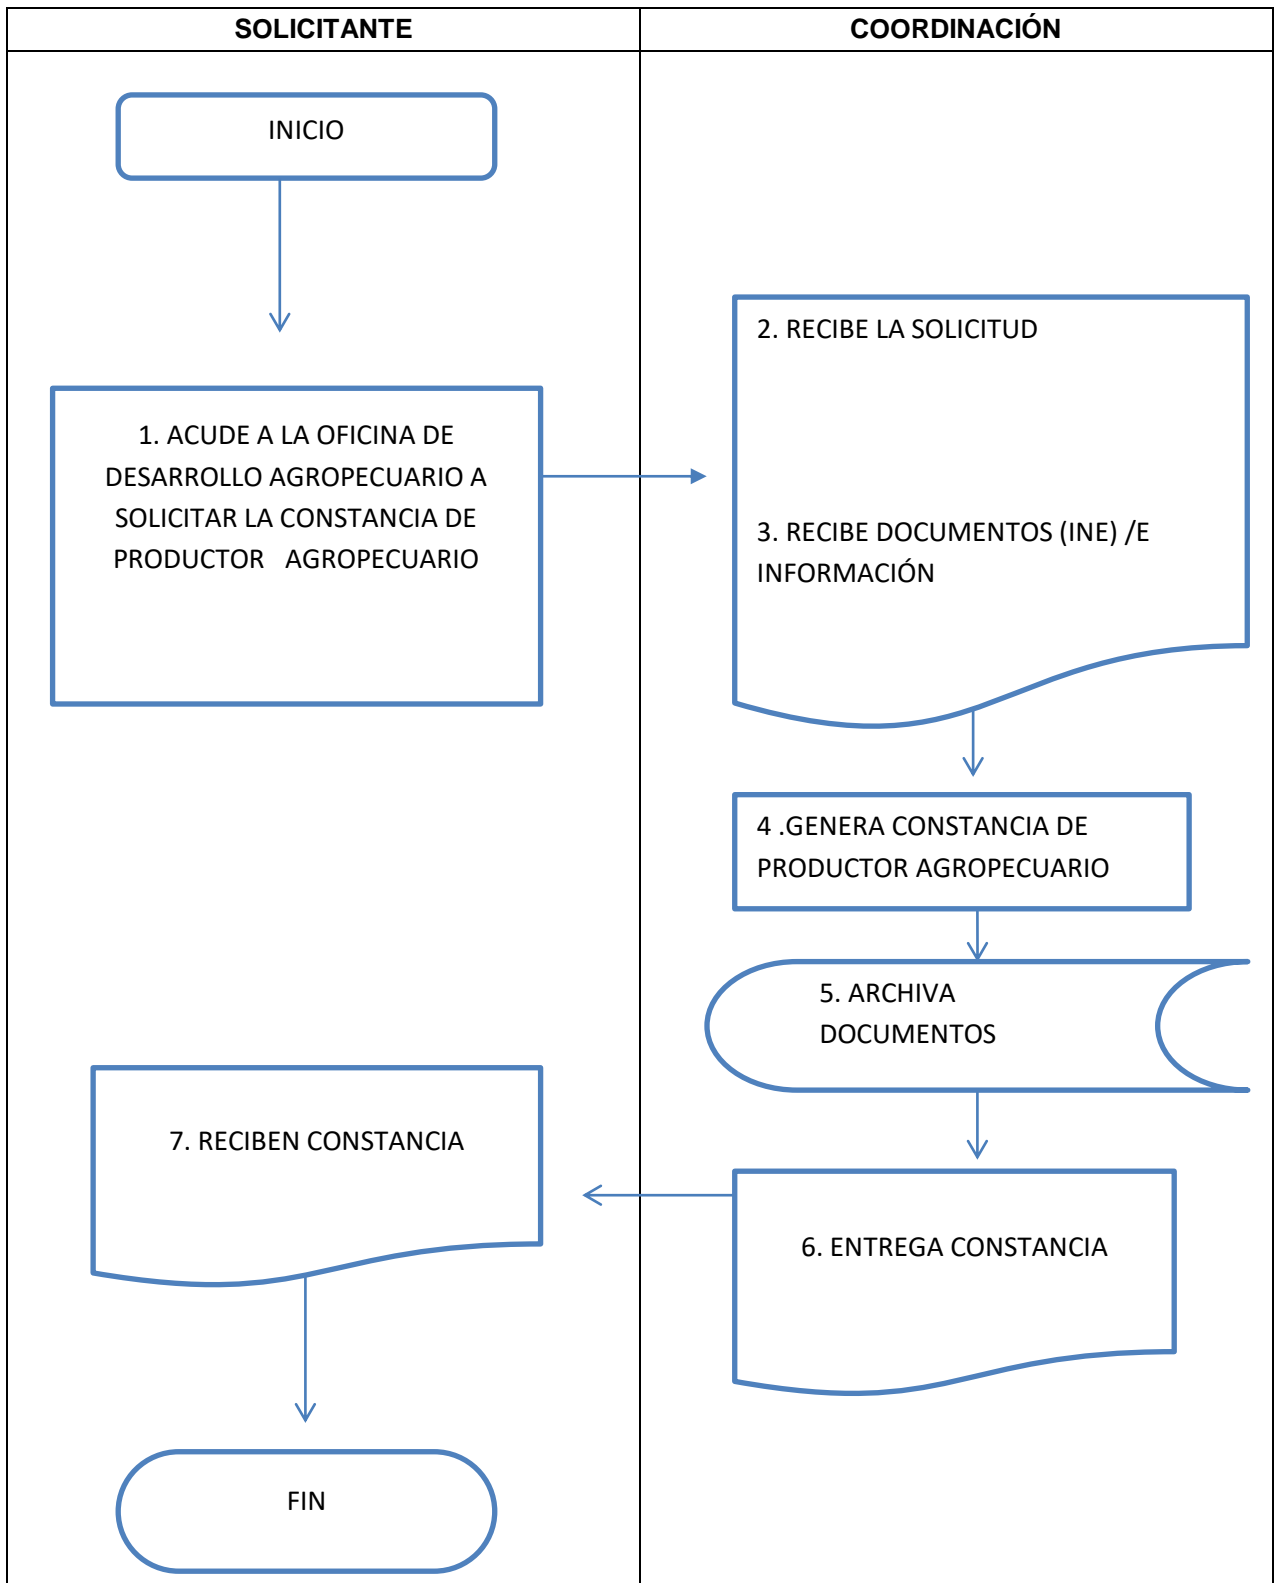 SOLICITANTE
COORDINACIÓN
INICIO
1. ACUDE A LA OFICINA DE
DESARROLLO AGROPECUARIO A
SOLICITAR LA CONSTANCIA DE
PRODUCTOR AGROPECUARIO
2. RECIBE LA SOLICITUD
3. RECIBE DOCUMENTOS (INE) /E
INFORMACIÓN
4 .GENERA CONSTANCIA DE
PRODUCTOR AGROPECUARIO
5. ARCHIVA
DOCUMENTOS
6. ENTREGA CONSTANCIA
7. RECIBEN CONSTANCIA
FIN